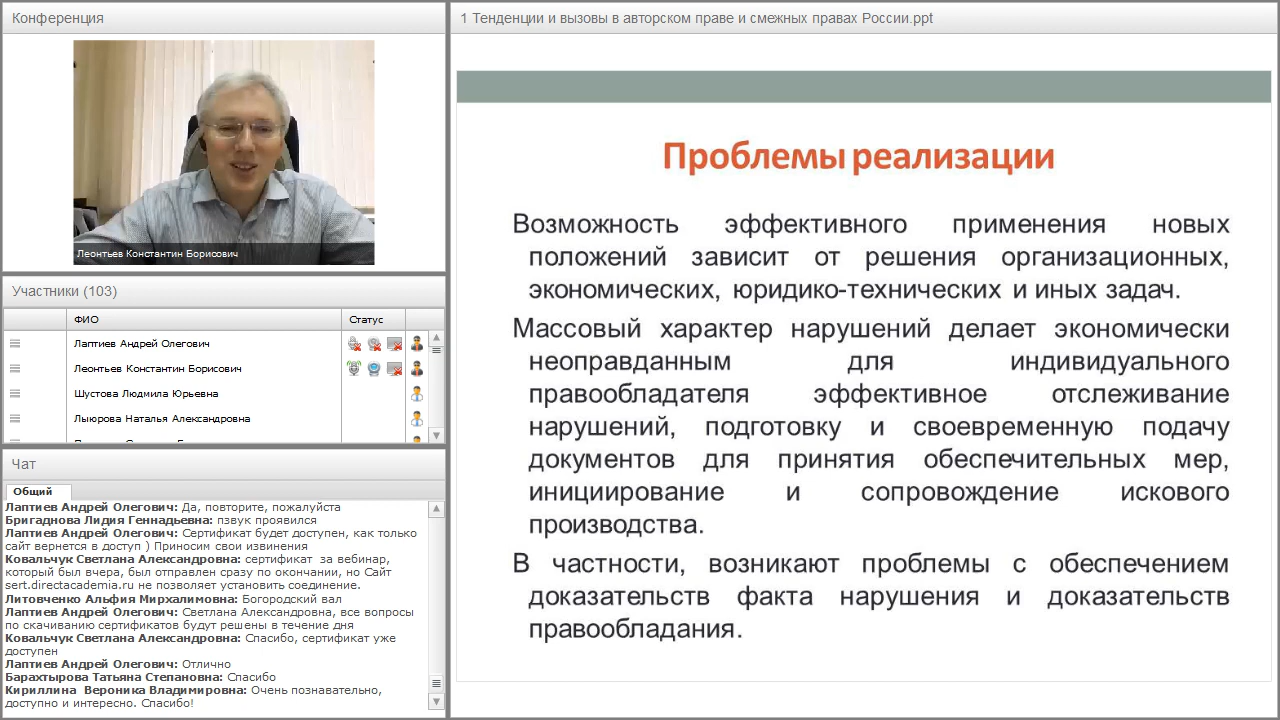 Конференция
Леонтьев Константин Борисович
Участники (103)
ФИО
Статус
Лаптиев Андрей Олегович
Леонтьев Константин Борисович
Шустова Людмила Юрьевна
Лыюрова Наталья Александровна
Чат
Общий
Лаптиев Андрей Олегович: Да, повторите, пожалуйста
Бригаднова Лидия Геннадьевна: пзвук проявился
Лаптиев Андрей Олегович: Сертификат будет доступен, как только
сайт вернется в доступ ) Приносим свои извинения
Ковальчук Светлана Александровна: сертификат за вебинар,
который был вчера, был отправлен сразу по окончании, но Сайт
sert.directacademia.ru не позволяет установить соединение.
Литовченко Альфия Мирхалимовна: Богородский вал
Лаптиев Андрей Олегович: Светлана Александровна, все вопросы
по скачиванию сертификатов будут решены в течение дня
Ковальчук Светлана Александровна: Спасибо, сертификат уже
доступен
Лаптиев Андрей Олегович: Отлично
Барахтырова Татьяна Степановна: Спасибо
Кириллина Вероника Владимировна: Очень познавательно,
доступно и интересно. Спасибо!
1 Тенденции и вызовы в авторском праве и смежных правах России.ppt
Проблемы реализации
Возможность эффективного применения новых
положений зависит от решения организационных,
экономических, юридико-технических и иных задач.
Массовый характер нарушений делает экономически
неоправданным для индивидуального
правообладателя эффективное отслеживание
нарушений, подготовку и своевременную подачу
документов для принятия обеспечительных мер,
инициирование и сопровождение искового
производства.
В частности, возникают проблемы с обеспечением
доказательств факта нарушения и доказательств
правообладания.